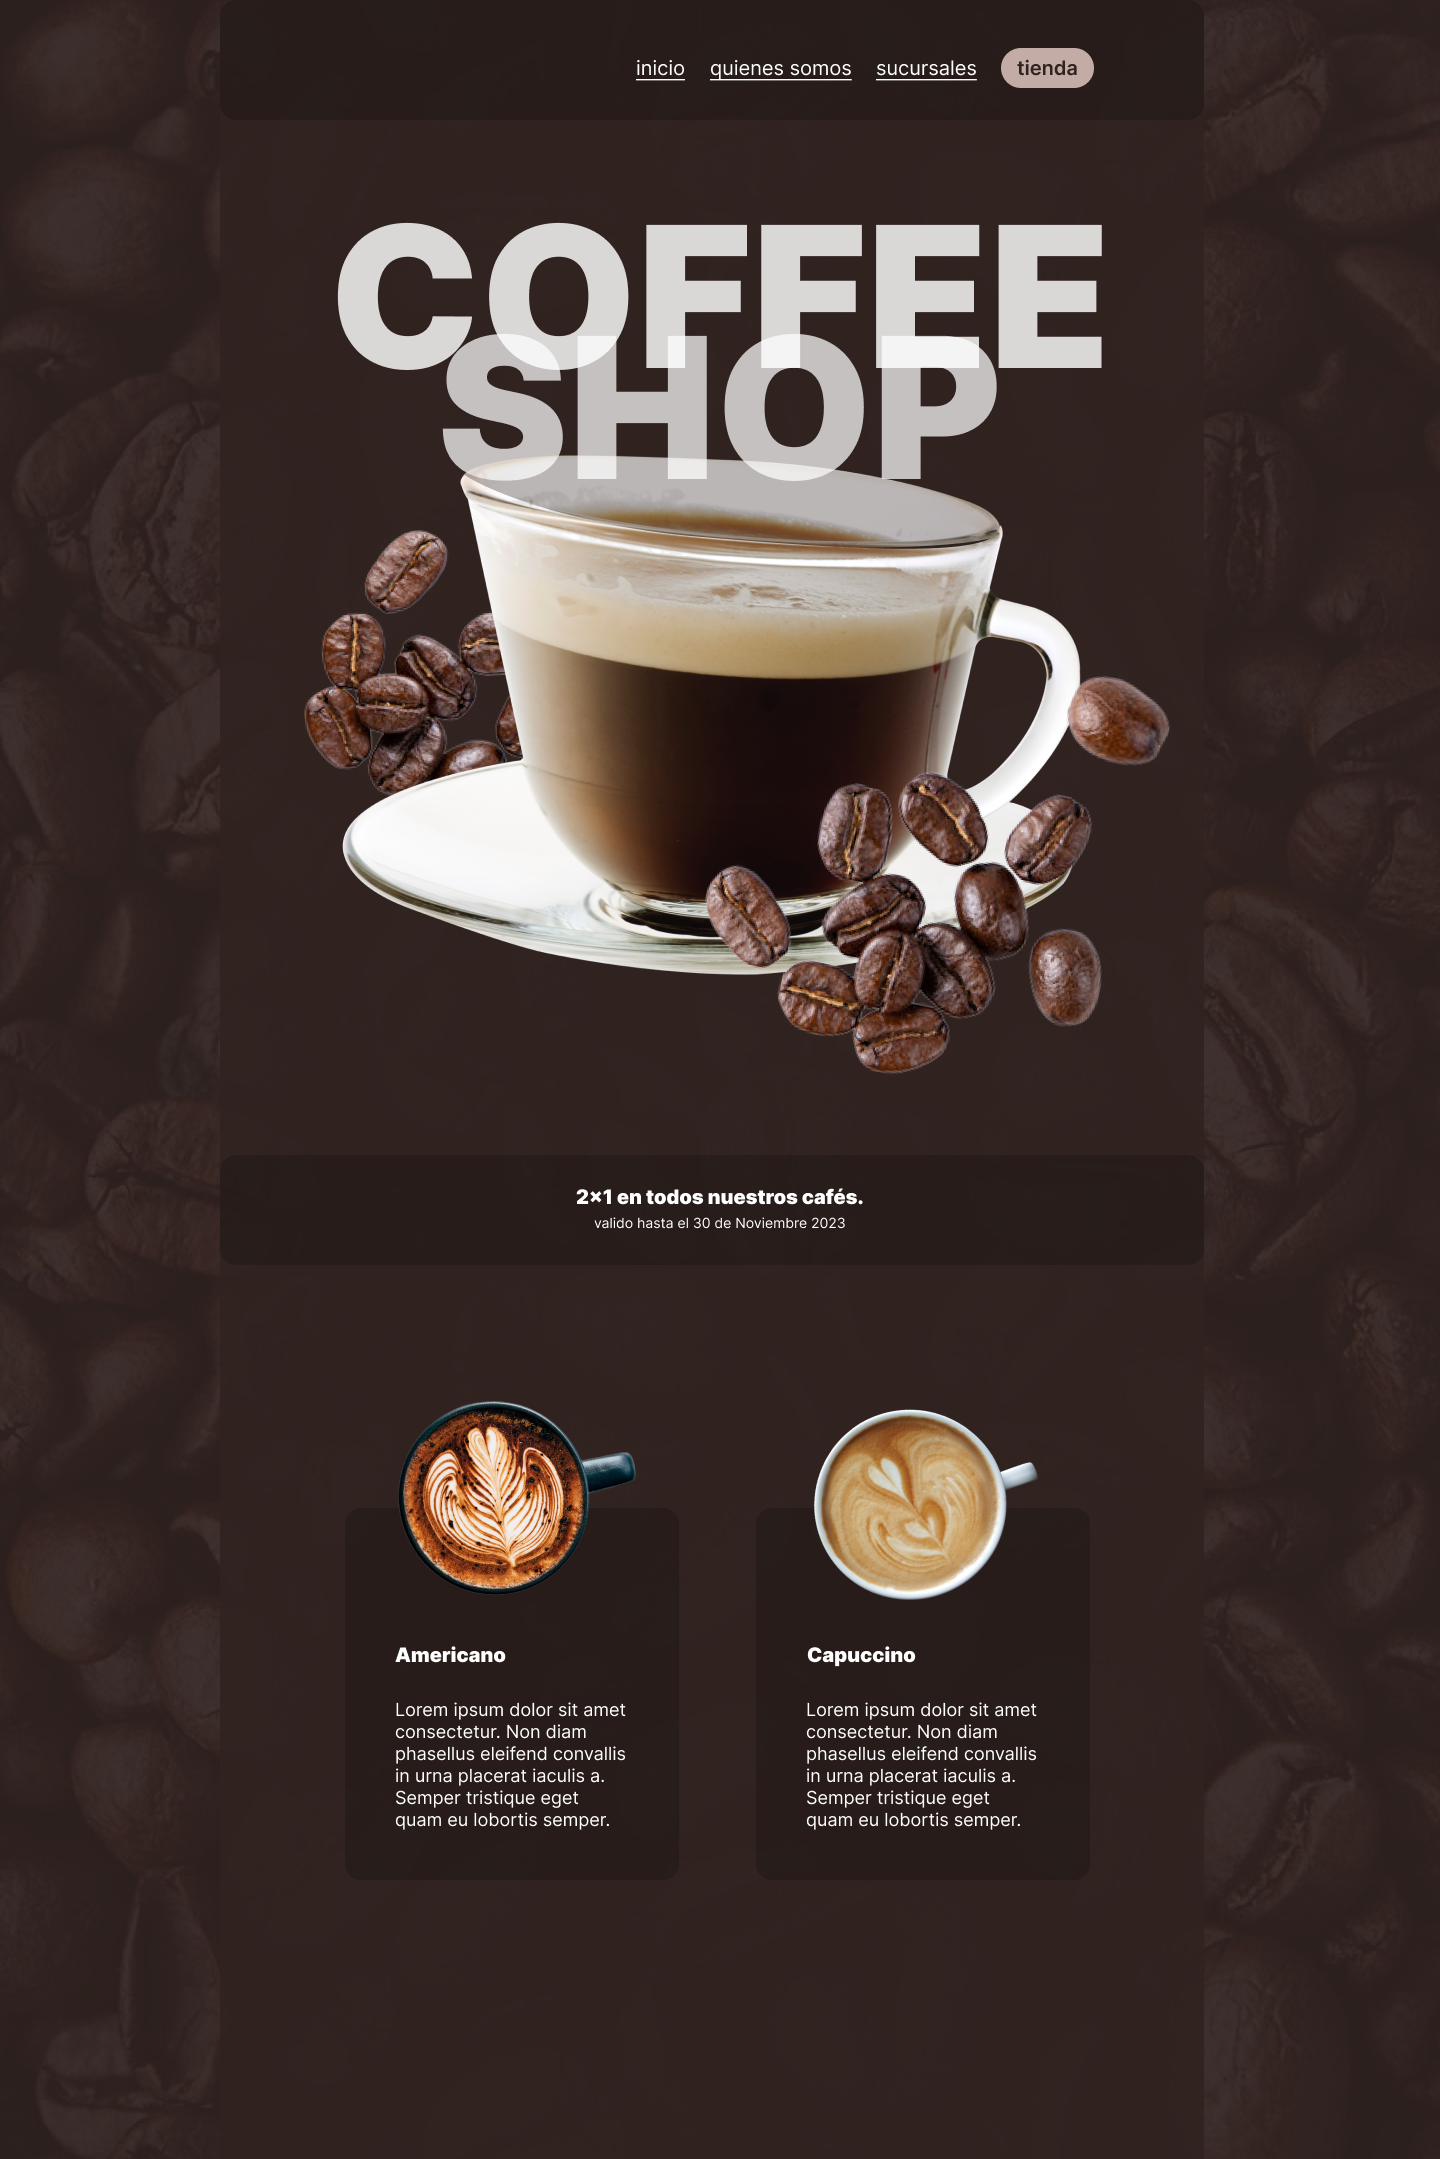 inicio quienes somos sucursales tienda
COFFEE
SHOP
2×1 en todos nuestros cafés.
valido hasta el 30 de Noviembre 2023
Americano
Lorem ipsum dolor sit amet
consectetur. Non diam
phasellus eleifend convallis
in urna placerat iaculis a.
Semper tristique eget
quam eu lobortis semper.
Capuccino
Lorem ipsum dolor sit amet
consectetur. Non diam
phasellus eleifend convallis
in urna placerat iaculis a.
Semper tristique eget
quam eu lobortis semper.